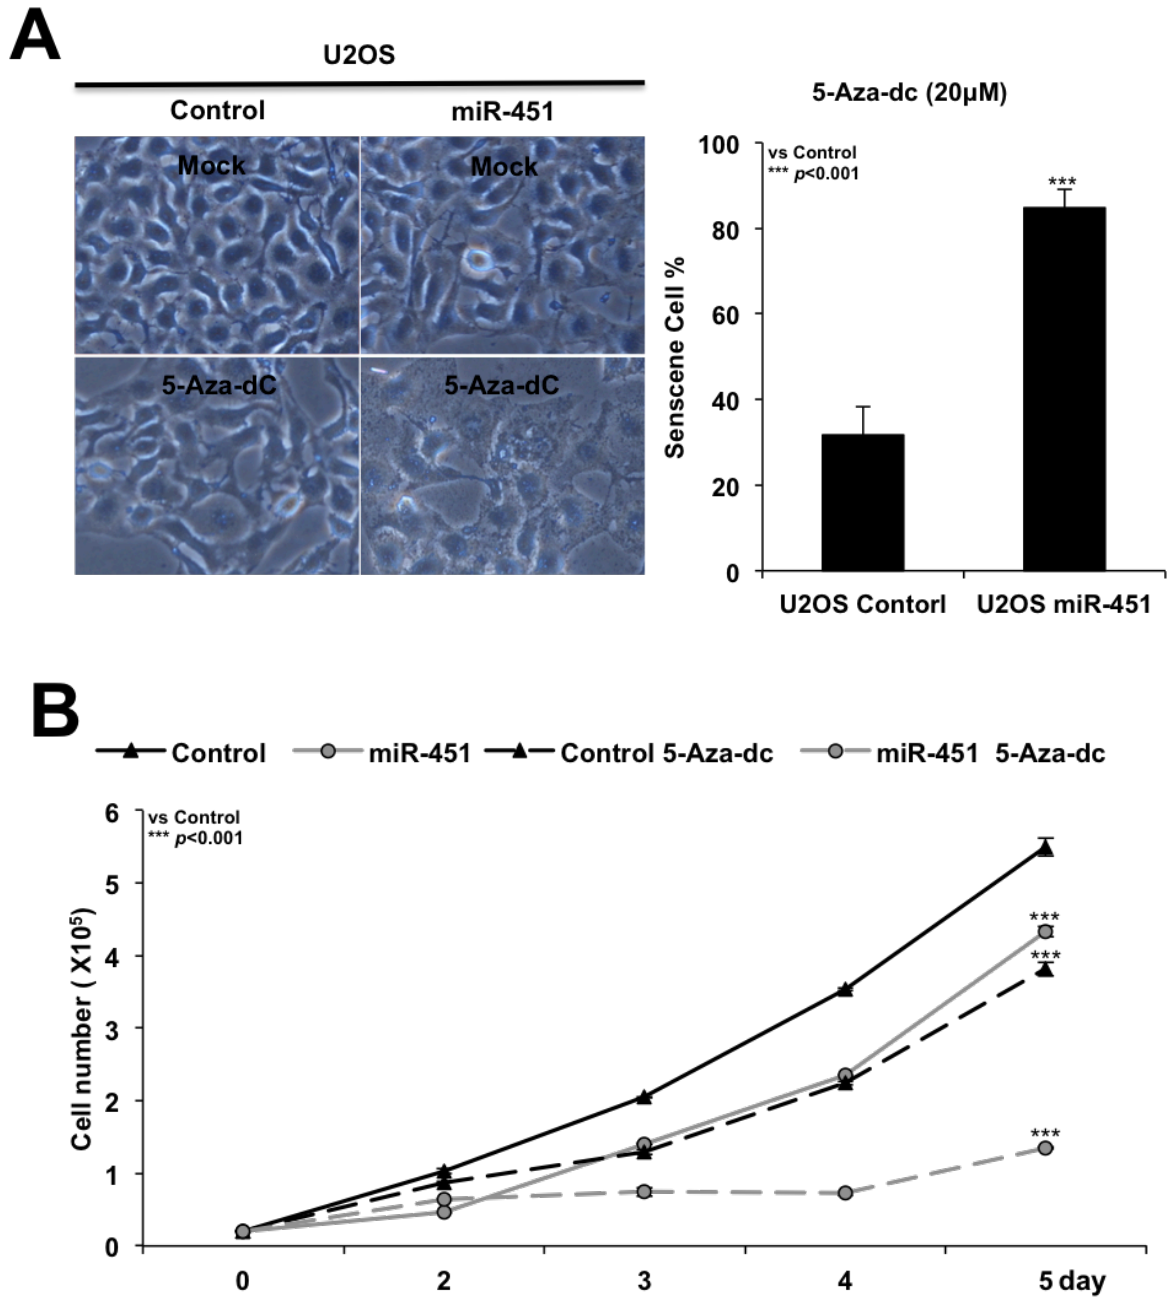 A
U2OS
Control miR-451
Mock Mock
5-Aza-dC 5-Aza-dC
5-Aza-dc (20µM)
vs Control
*** p<0.001
***
Senscene Cell %
100
80
60
40
20
0
U2OS Contorl U2OS miR-451
B
Control miR-451 Control 5-Aza-dc miR-451 5-Aza-dc
vs Control
*** p<0.001
***
***
***
Cell number ( X10⁵)
6
5
4
3
2
1
0
0 2 3 4 5 day